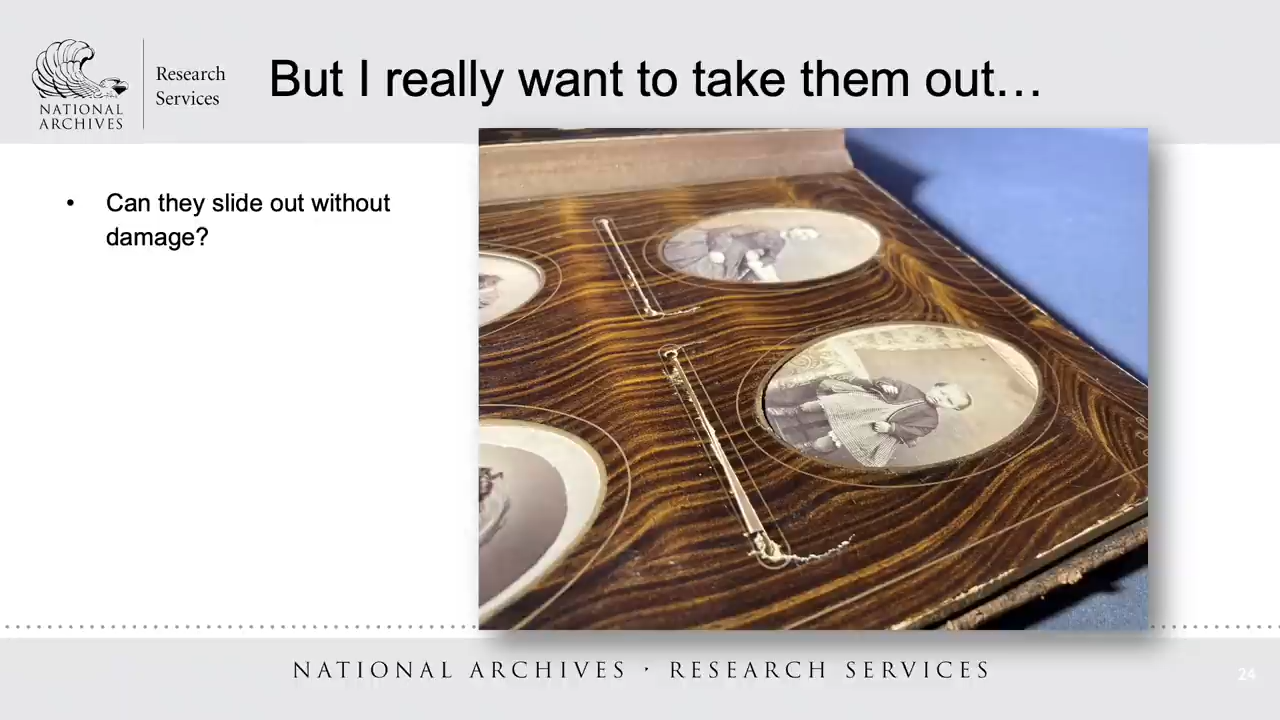 NATIONAL
ARCHIVES
Research
Services
But I really want to take them out…
• Can they slide out without
damage?
NATIONAL ARCHIVES · RESEARCH SERVICES
24